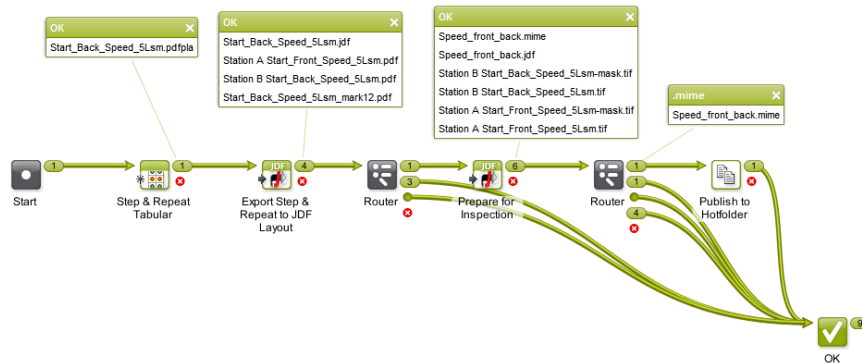 OK
Start_Back_Speed_5Lsm.pdfpla
OK
Start_Back_Speed_5Lsm.jdf
Station A Start_Front_Speed_5Lsm.pdf
Station B Start_Back_Speed_5Lsm.pdf
Start_Back_Speed_5Lsm_mark12.pdf
OK
Speed_front_back.mime
Speed_front_back.jdf
Station B Start_Back_Speed_5Lsm-mask.tif
Station B Start_Back_Speed_5Lsm.tif
Station A Start_Front_Speed_5Lsm-mask.tif
Station A Start_Front_Speed_5Lsm.tif
.mime
Speed_front_back.mime
1
Start
1
Step & Repeat
Tabular
JDF
4
Export Step &
Repeat to JDF
Layout
1
3
Router
JDF
6
Prepare for
Inspection
1
1
4
Router
1
Publish to
Hotfolder
9
OK